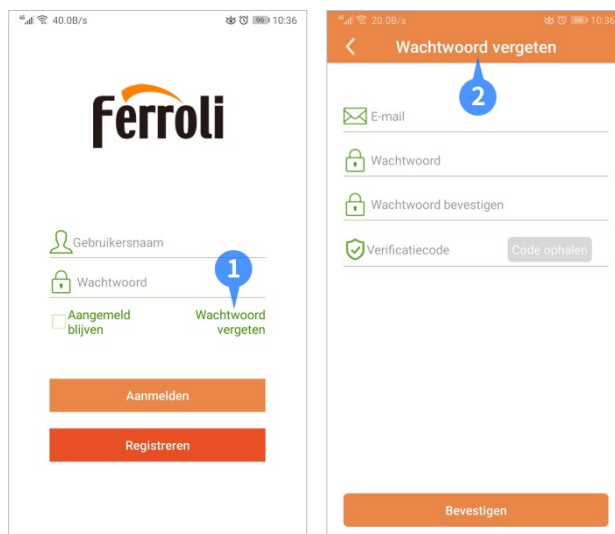 40.0B/s
96
10:36
Ferroli
Gebruikersnaam
Wachtwoord
Aangemeld
blijven
Wachtwoord
vergeten
1
Aanmelden
Registreren
20.0B/s
96
10:36
Wachtwoord vergeten
2
E-mail
Wachtwoord
Wachtwoord bevestigen
Verificatiecode
Code ophalen
Bevestigen